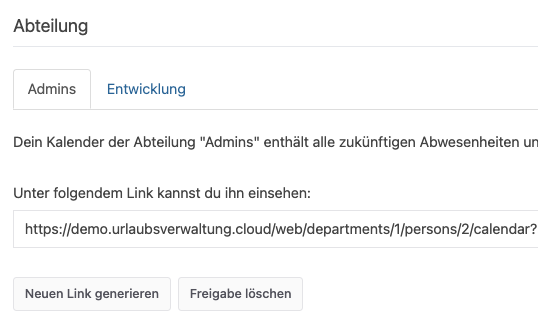 Abteilung
Admins Entwicklung
Dein Kalender der Abteilung "Admins" enthält alle zukünftigen Abwesenheiten un
Unter folgendem Link kannst du ihn einsehen:
https://demo.urlaubsverwaltung.cloud/web/departments/1/persons/2/calendar?
Neuen Link generieren Freigabe löschen